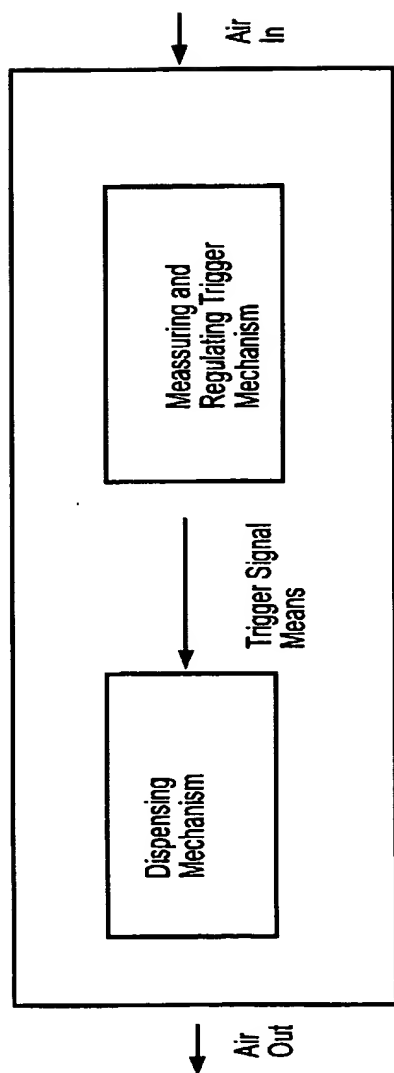 Air
In
Meassuring and
Regulating Trigger
Mechanism
Trigger Signal
Means
Dispensing
Mechanism
Air
Out